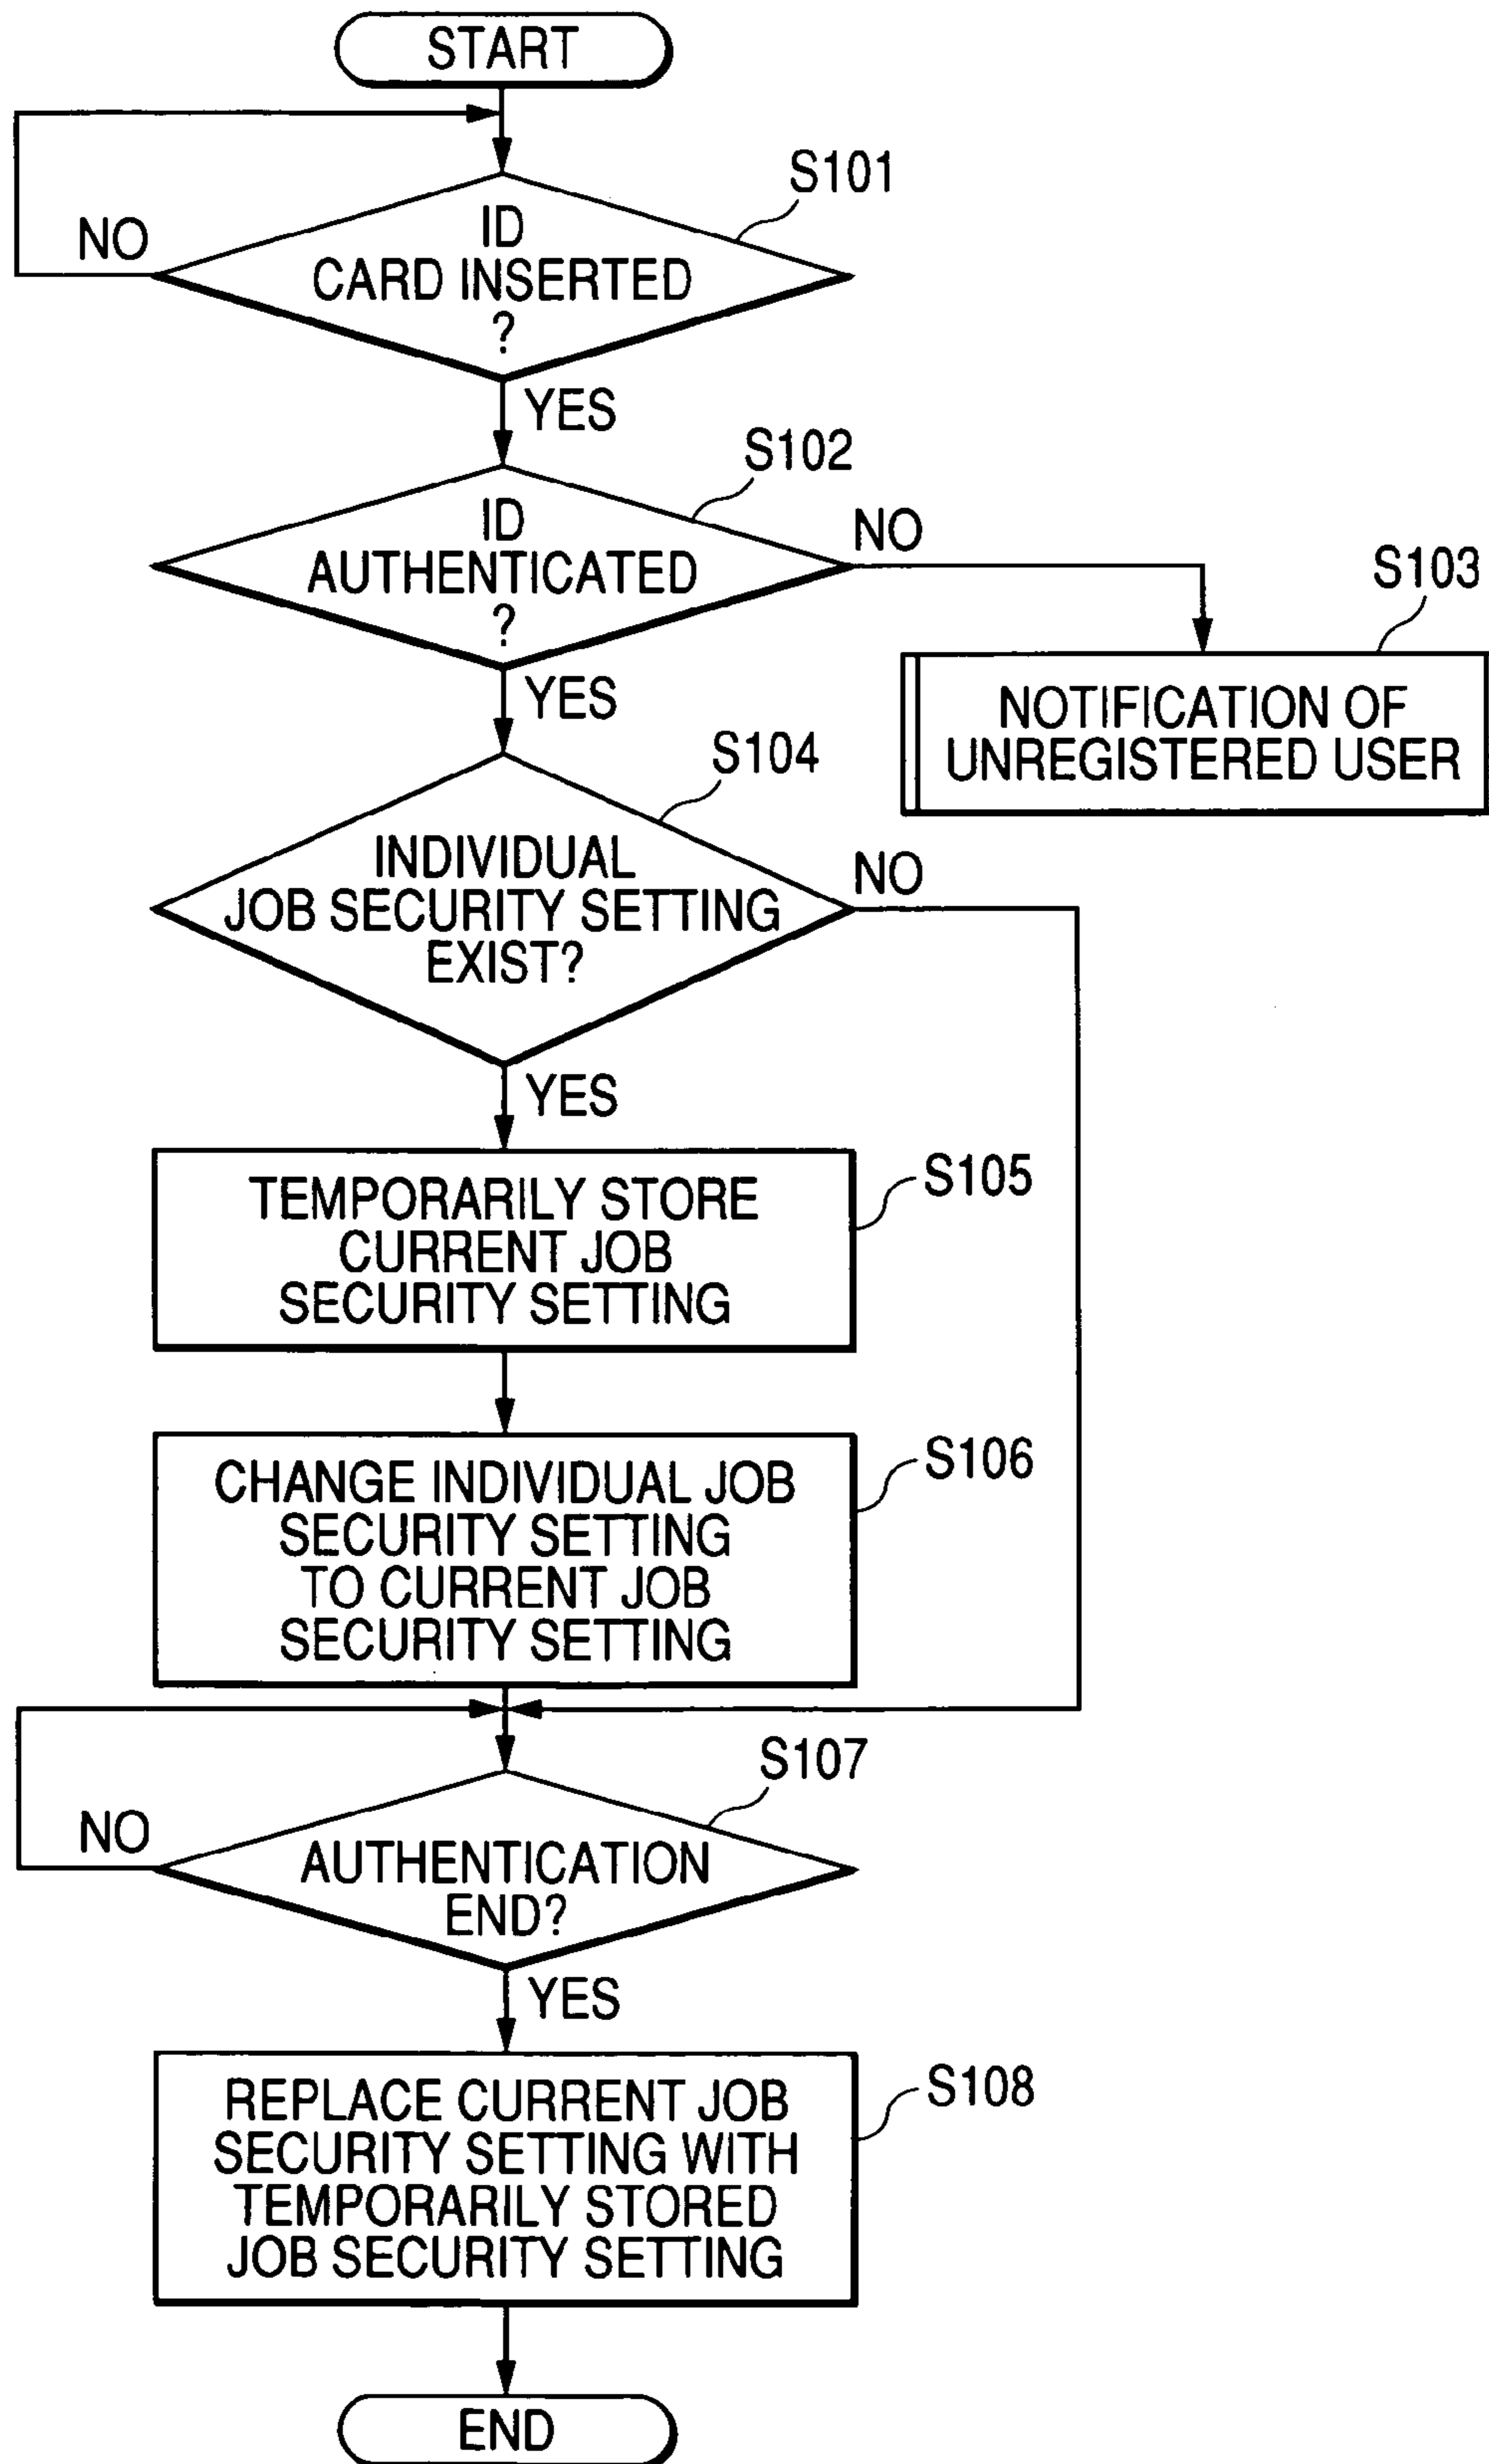 START
S101
NO
ID
CARD INSERTED
?
YES
S102
ID
AUTHENTICATED
?
NO
S103
YES
NOTIFICATION OF
UNREGISTERED USER
S104
INDIVIDUAL
JOB SECURITY SETTING
EXIST?
NO
YES
TEMPORARILY STORE
CURRENT JOB
SECURITY SETTING
S105
CHANGE INDIVIDUAL JOB
SECURITY SETTING
TO CURRENT JOB
SECURITY SETTING
S106
S107
NO
AUTHENTICATION
END?
YES
REPLACE CURRENT JOB
SECURITY SETTING WITH
TEMPORARILY STORED
JOB SECURITY SETTING
S108
END